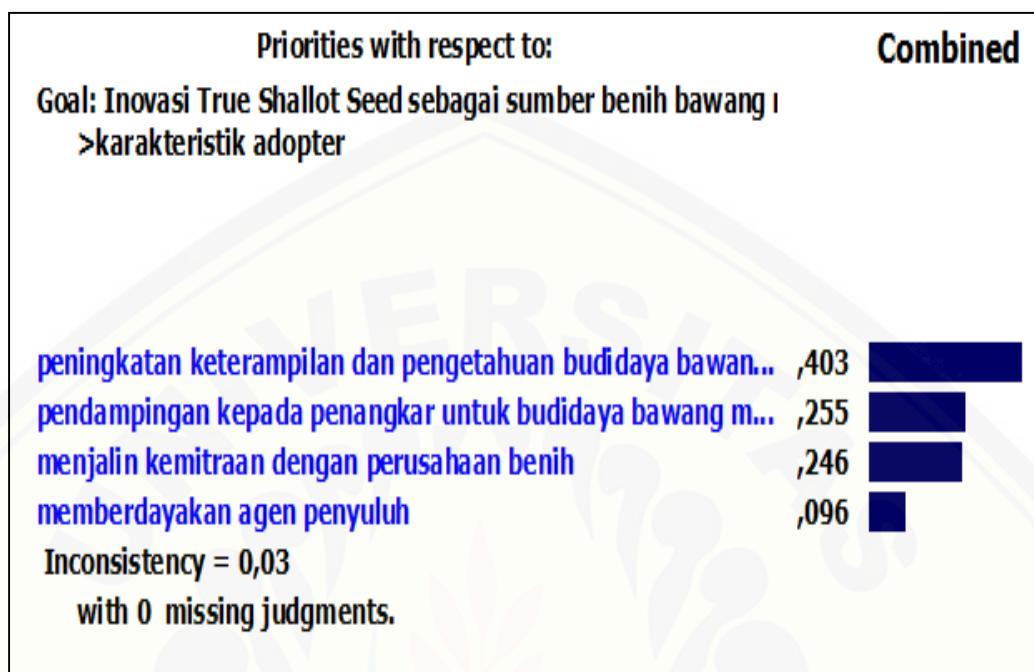 Priorities with respect to:
Combined
Goal: Inovasi True Shallot Seed sebagai sumber benih bawang
>karakteristik adopter
peningkatan keterampilan dan pengetahuan budidaya bawan... ,403
pendampingan kepada penangkar untuk budidaya bawang m... ,255
menjalin kemitraan dengan perusahaan benih ,246
memberdayakan agen penyuluh ,096
Inconsistency = 0,03
with 0 missing judgments.
UNIVERSITAS